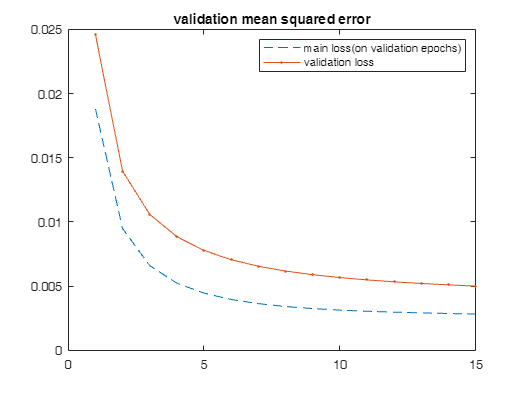 validation mean squared error
0.025
main loss(on validation epochs)
validation loss
0.02
0.015
0.01
0.005
0
0 5 10 15